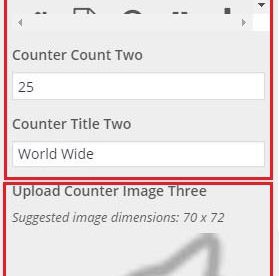 Counter Count Two
25
Counter Title Two
World Wide
Upload Counter Image Three
Suggested image dimensions: 70 x 72